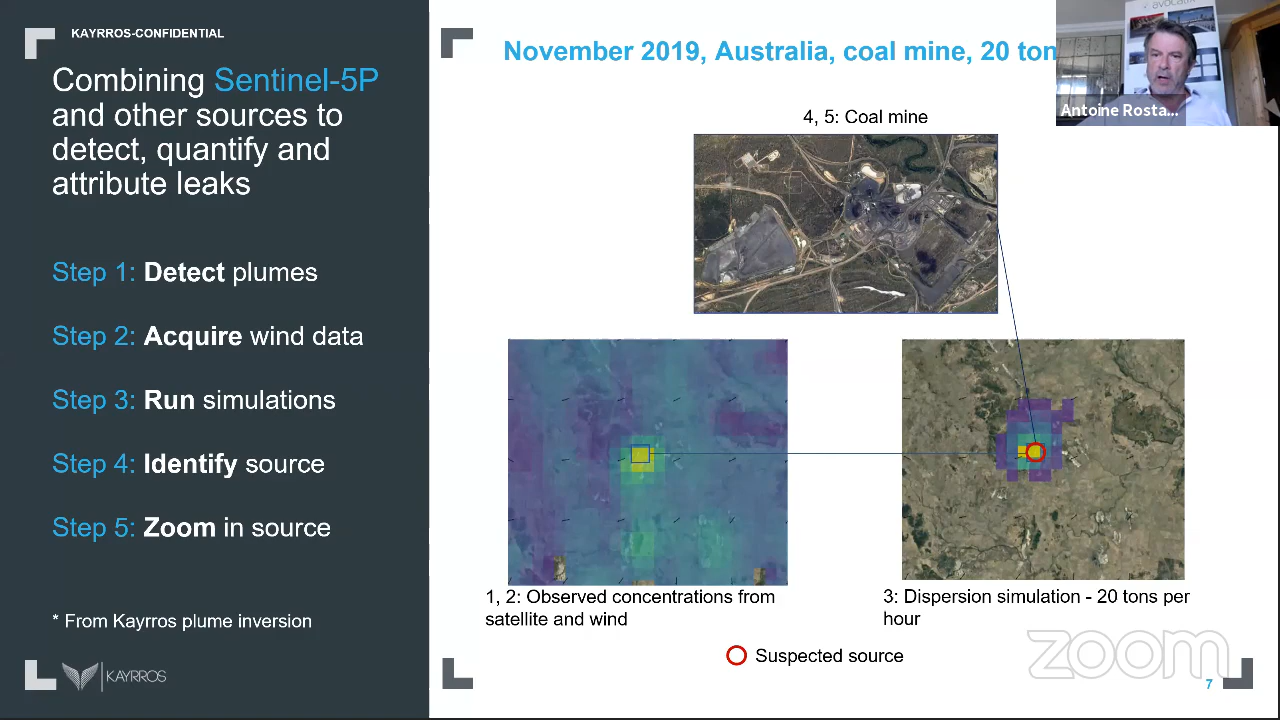 KAYRROS-CONFIDENTIAL
Combining Sentinel-5P
and other sources to
detect, quantify and
attribute leaks
Step 1: Detect plumes
Step 2: Acquire wind data
Step 3: Run simulations
Step 4: Identify source
Step 5: Zoom in source
* From Kayrros plume inversion
KAYRROS
November 2019, Australia, coal mine, 20 ton
4, 5: Coal mine
1, 2: Observed concentrations from
satellite and wind
3: Dispersion simulation - 20 tons per
hour
Suspected source
7
zoom
Antoine Rosta...